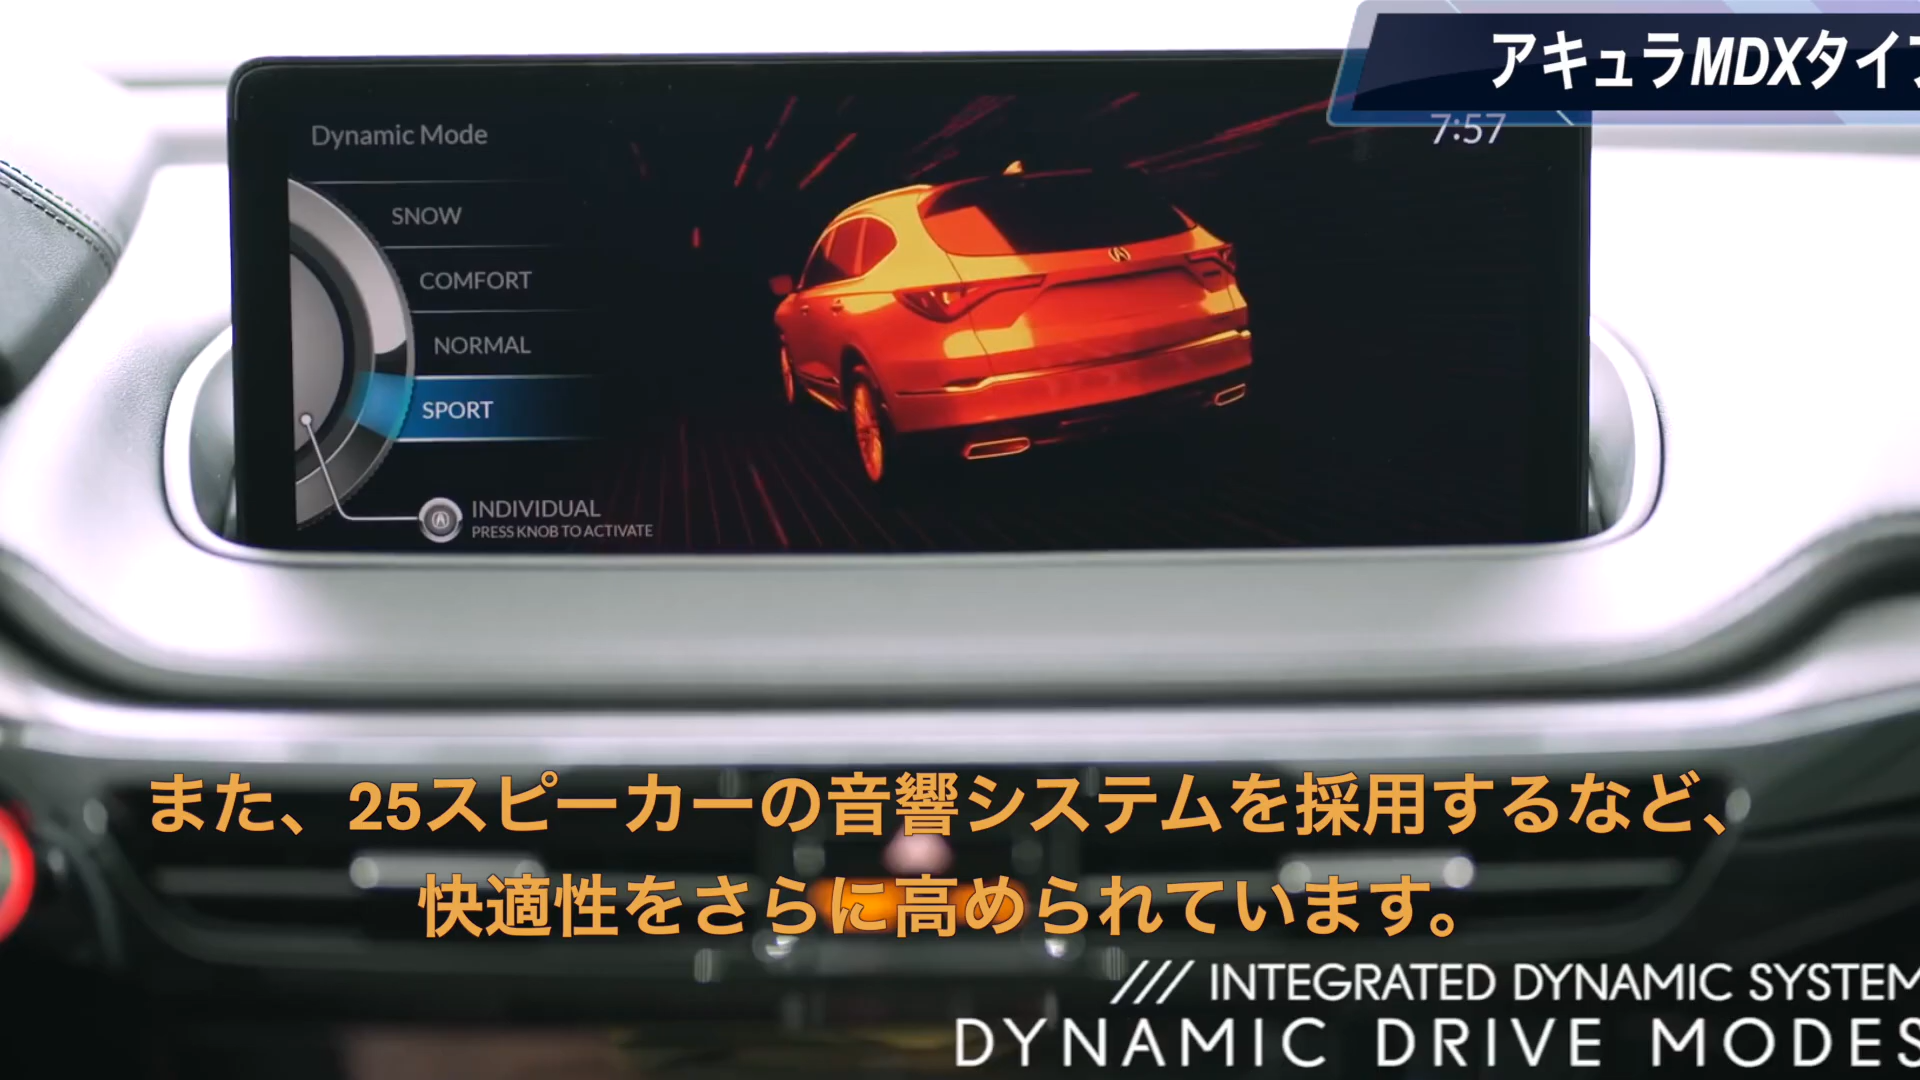 アキュラMDXタイプ
Dynamic Mode
7:57
SNOW
COMFORT
NORMAL
SPORT
INDIVIDUAL
PRESS KNOB TO ACTIVATE
また、25スピーカーの音響システムを採用するなど、
快適性をさらに高められています。
/// INTEGRATED DYNAMIC SYSTEM
DYNAMIC DRIVE MODES